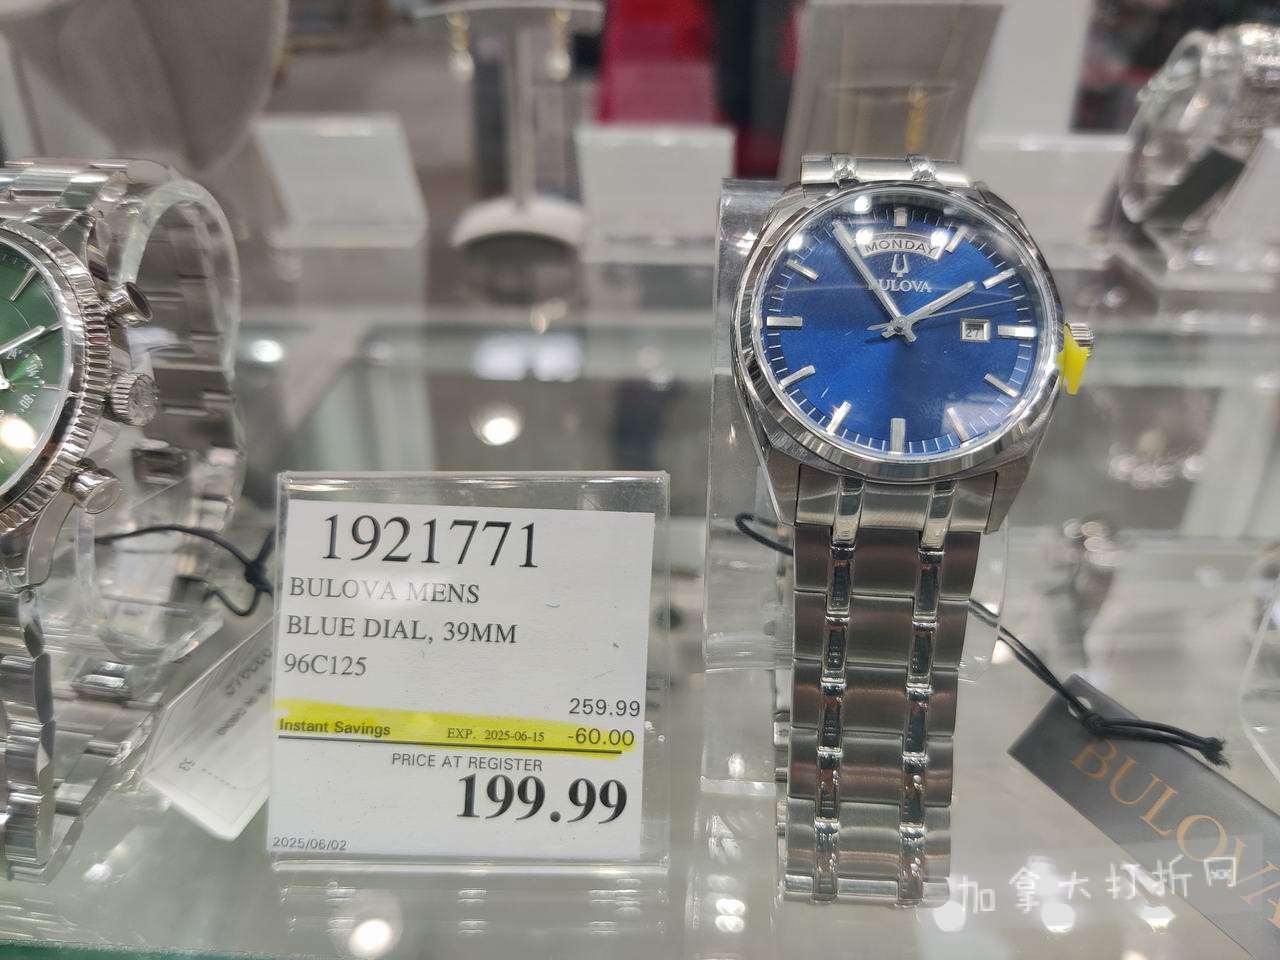 MONDAY
BULOVA
27
1921771
BULOVA MENS
BLUE DIAL, 39MM
96C125
259.99
Instant Savings EXP. 2025-06-15 -60.00
PRICE AT REGISTER
199.99
2025/06/02
BULOVA
加拿大打折网